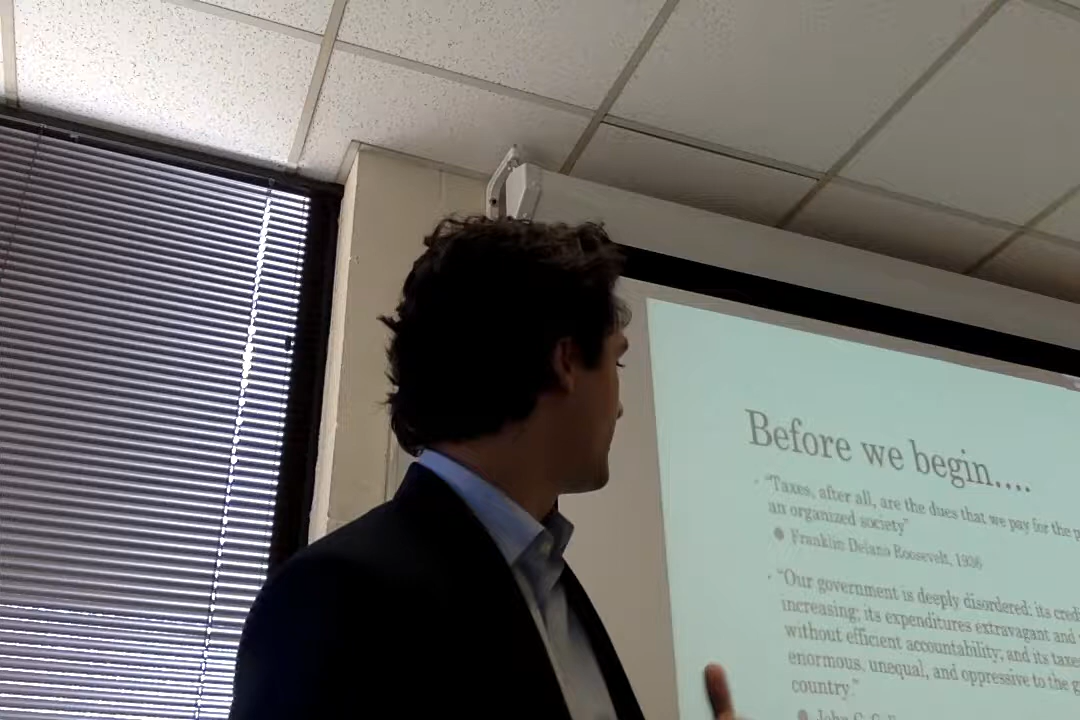 Before we begin....
"Taxes, after all, are the dues that we pay for the
an organized society"
Franklin Delano Roosevelt, 1936
"Our government is deeply disordered: its
increasing; its expenditures extravagant and
without efficient accountability; and its
enormous, unequal, and oppressive to the
country."
John C.